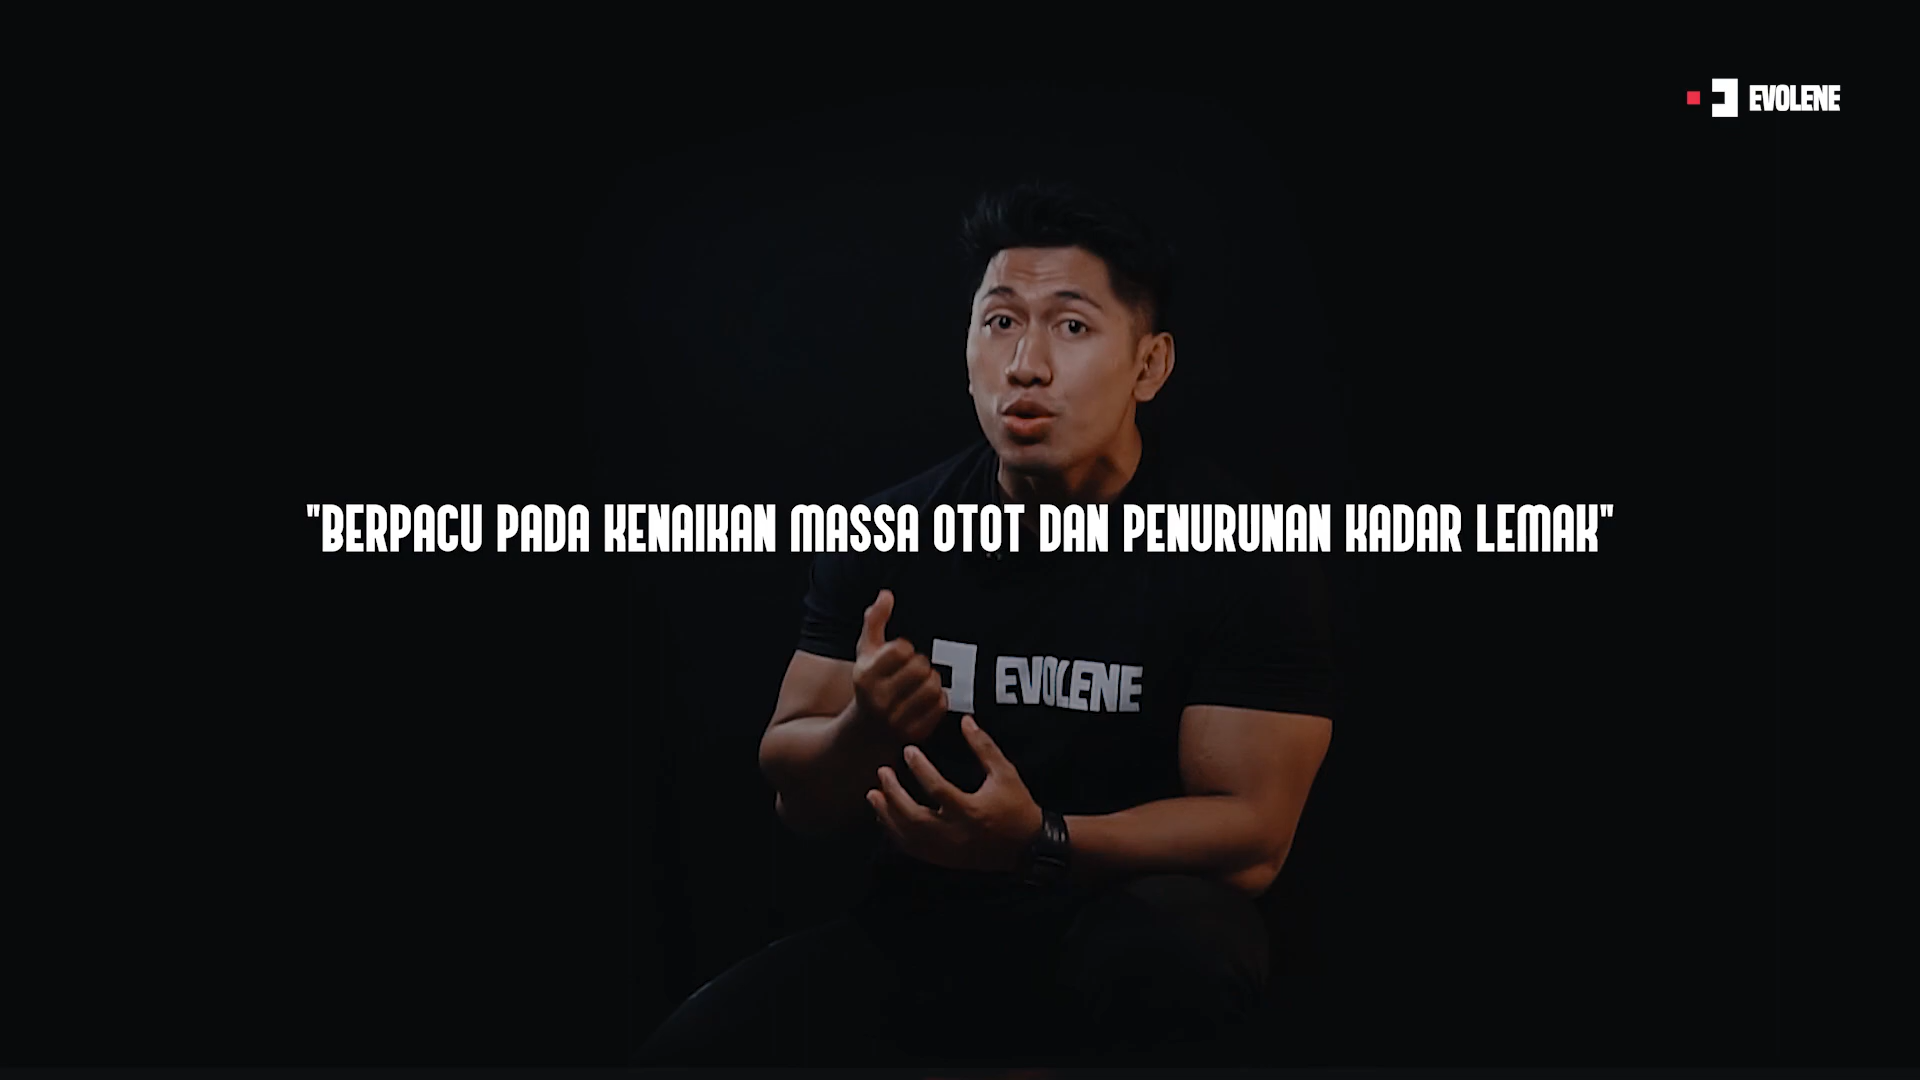 EVOLENE
"BERPACU PADA KENAIKAN MASSA OTOT DAN PENURUNAN KADAR LEMAK"
EVOLENE